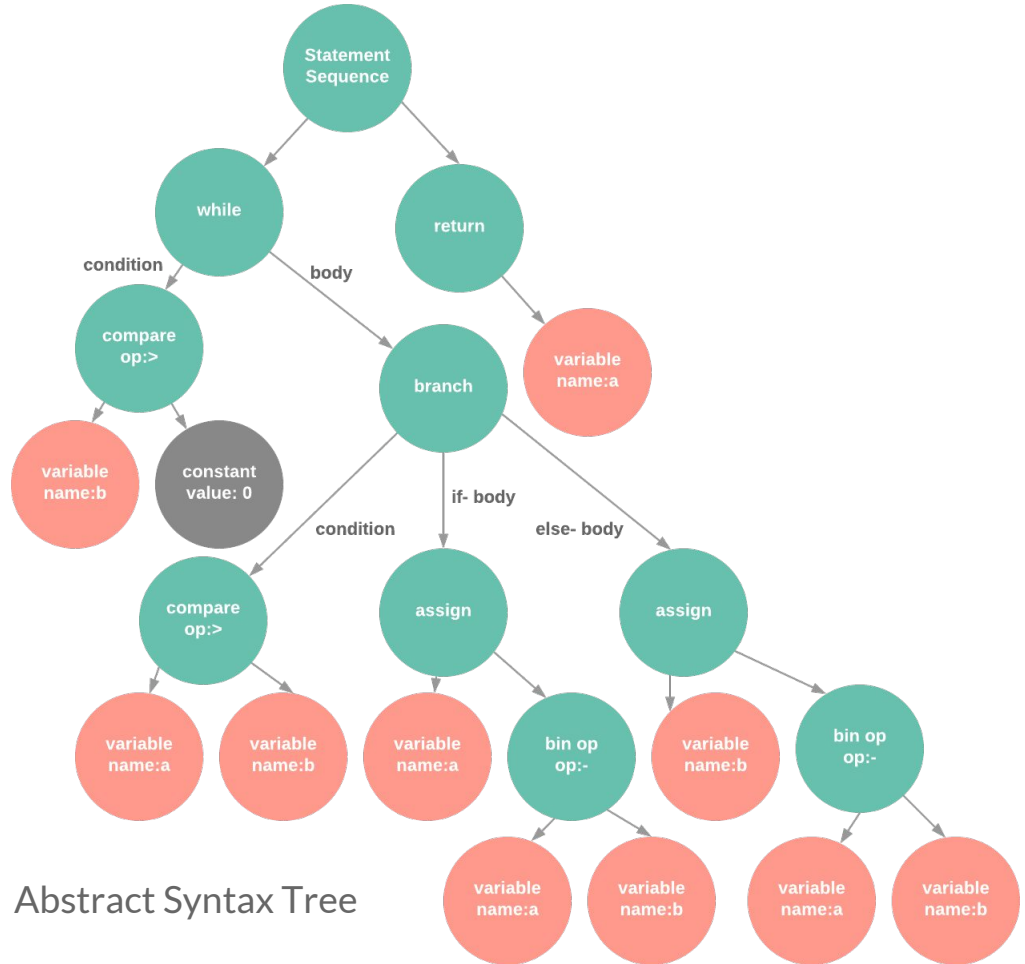 Statement
Sequence
while
return
condition
body
compare
op:>
branch
variable
name:a
variable
name:b
constant
value: 0
if- body
condition
else- body
compare
op:>
assign
assign
variable
name:a
variable
name:b
variable
name:a
bin op
op:-
variable
name:b
bin op
op:-
variable
name:a
variable
name:b
variable
name:a
variable
name:b
Abstract Syntax Tree